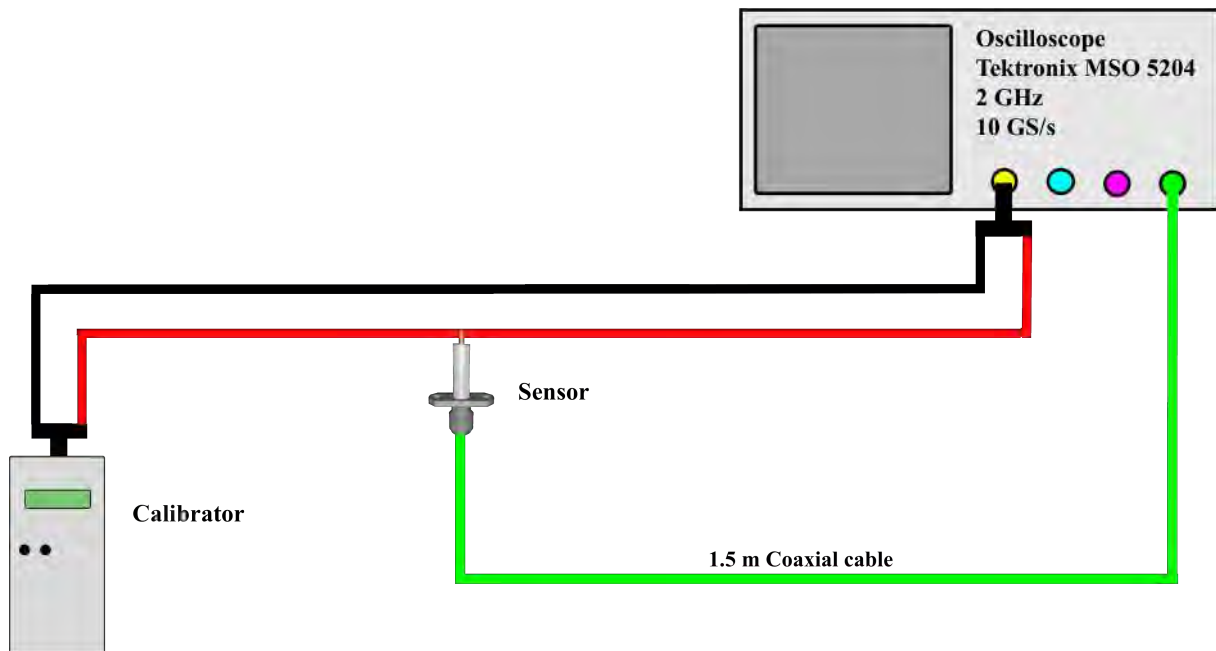 Oscilloscope
Tektronix MSO 5204
2 GHz
10 GS/s
Sensor
Calibrator
1.5 m Coaxial cable